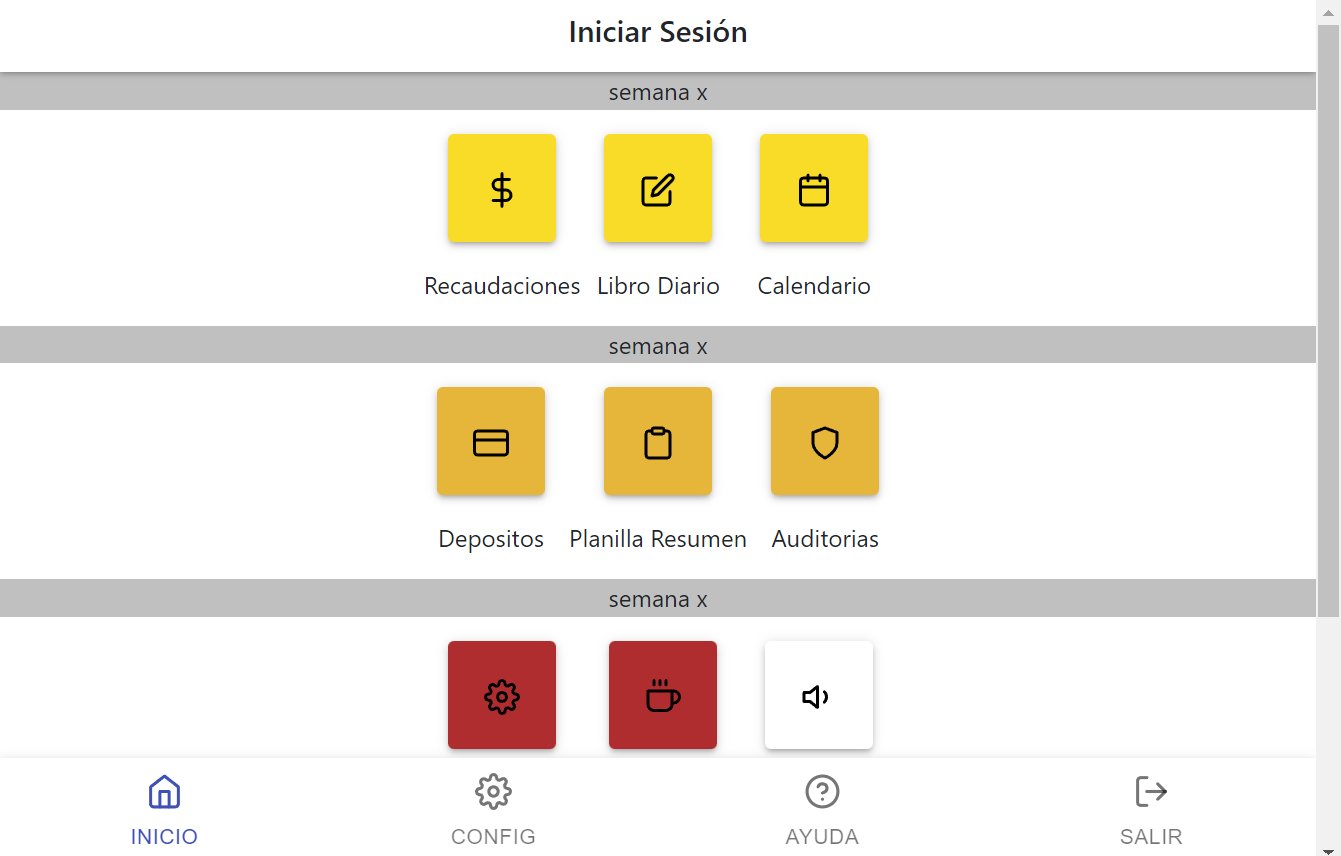 Iniciar Sesión
semana x
Recaudaciones Libro Diario Calendario
semana x
Depositos Planilla Resumen Auditorias
semana x
INICIO CONFIG AYUDA SALIR